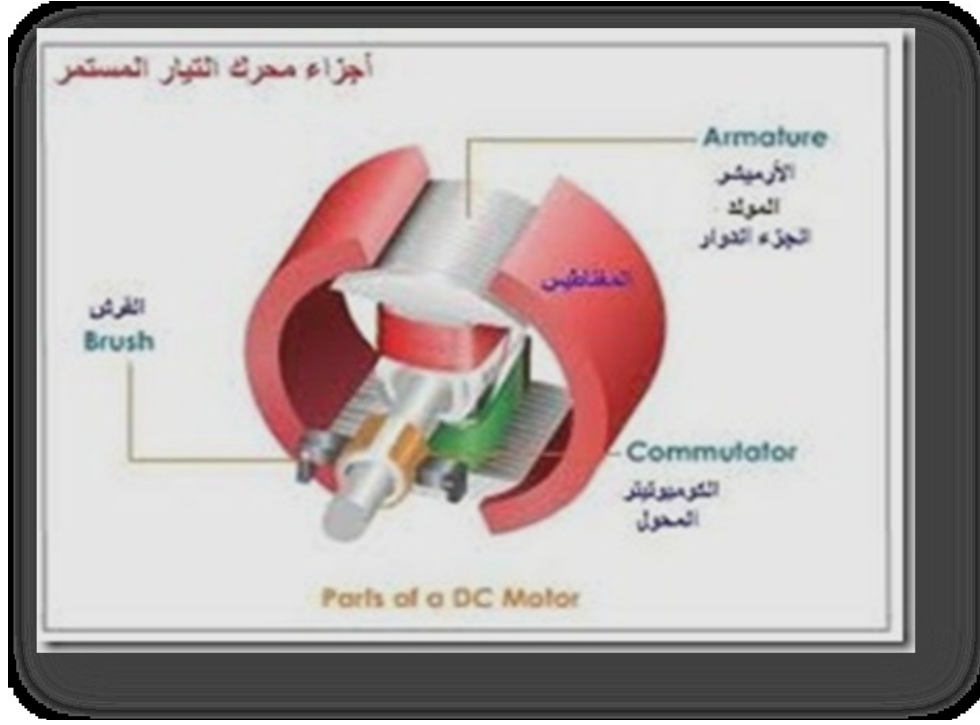 أجزاء محرك التيار المستمر
Armature
الأرميشر
المولد
الجزء الدوار
المغناطيس
الفرش
Brush
Commutator
الكوميوتيتر
المحول
Parts of a DC Motor